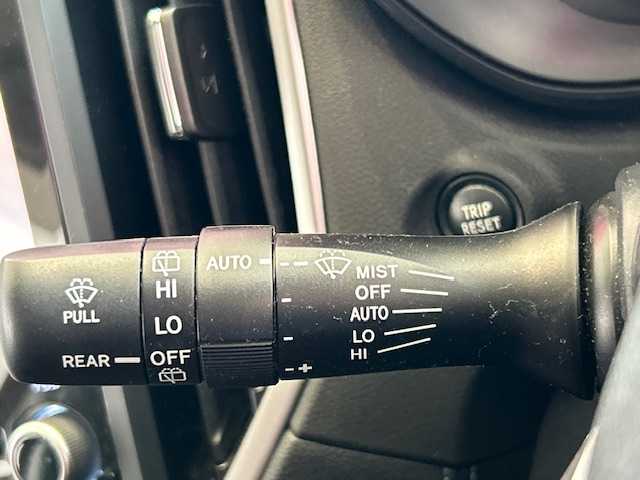 TRIP
RESET
PULL
REAR
HI
LO
OFF
AUTO
- +
MIST
OFF
AUTO
LO
HI